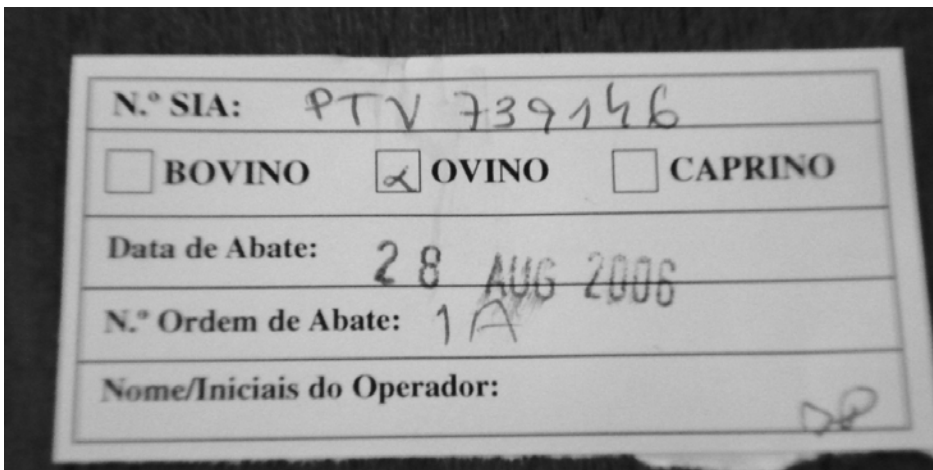 N.º SIA: PTV 739146
BOVINO OVINO CAPRINO
Data de Abate: 28 AUG 2006
N.º Ordem de Abate: 1A
Nome/Iniciais do Operador:
DP